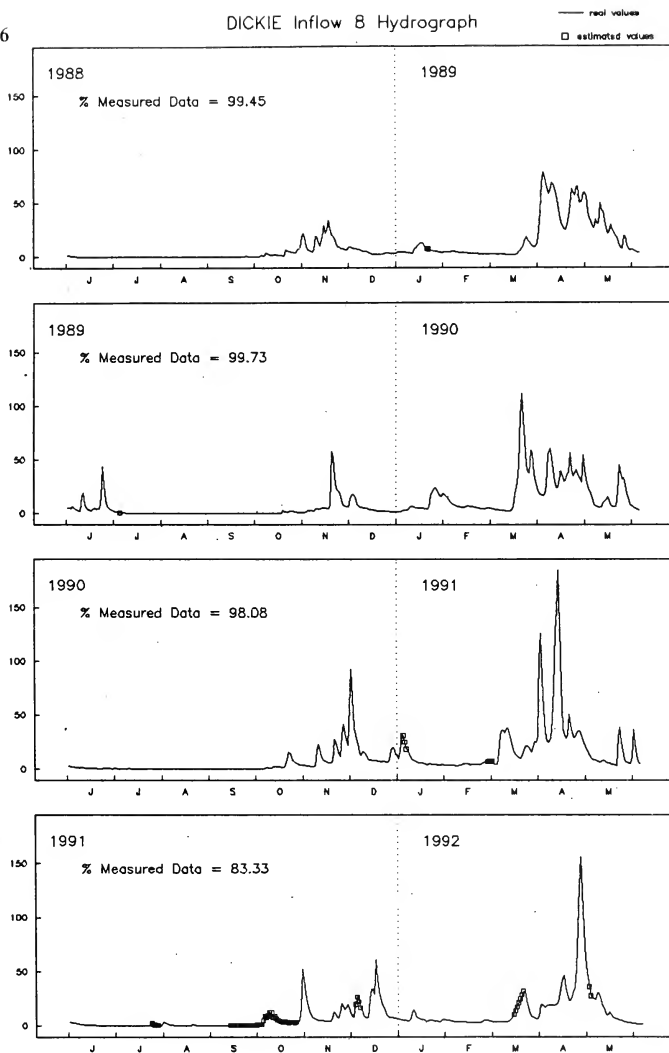 6
DICKIE Inflow 8 Hydrograph
real values
estimated values
1988
1989
% Measured Data = 99.45
150
100
50
0
J J A S O N D J F M A M
1989
1990
% Measured Data = 99.73
150
100
50
0
J J A S O N D J F M A M
1990
1991
% Measured Data = 98.08
150
100
50
0
J J A S O N D J F M A M
1991
1992
% Measured Data = 83.33
150
100
50
0
J J A S O N D J F M A M